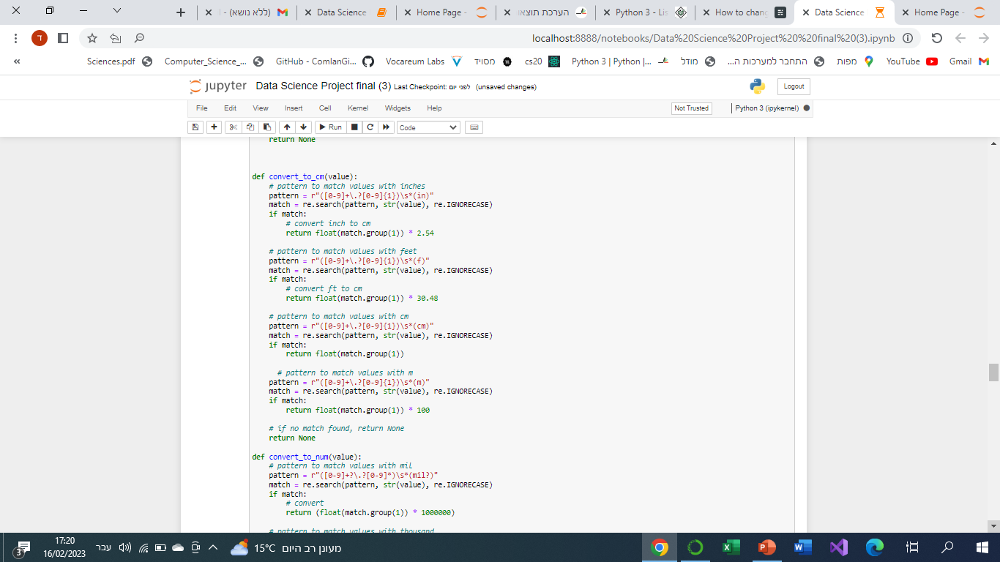 (ללא נושא) - i
Data Science
Home Page -
הערכת תוצאו
Python 3 - Lis
How to chang
Data Science
Home Page -
ד
localhost:8888/notebooks/Data%20Science%20Project%20%20final%20(3).ipynb
Sciences.pdf
Computer_Science_...
GitHub - ComlanGi...
Vocareum Labs
מסויד
cs20
Python 3 | Python |...
מודל
התחבר למערכות ה...
מפות
YouTube
Gmail
jupyter Data Science Project final (3) Last Checkpoint: לפני יום (unsaved changes)
Logout
File Edit View Insert Cell Kernel Widgets Help
Not Trusted
Python 3 (ipykernel)
Run
Code
return None
def convert_to_cm(value):
# pattern to match values with inches
pattern = r"([0-9]+\.?[0-9]{1})\s*(in)"
match = re.search(pattern, str(value), re.IGNORECASE)
if match:
# convert inch to cm
return float(match.group(1)) * 2.54
# pattern to match values with feet
pattern = r"([0-9]+\.?[0-9]{1})\s*(f)"
match = re.search(pattern, str(value), re.IGNORECASE)
if match:
# convert ft to cm
return float(match.group(1)) * 30.48
# pattern to match values with cm
pattern = r"([0-9]+\.?[0-9]{1})\s*(cm)"
match = re.search(pattern, str(value), re.IGNORECASE)
if match:
return float(match.group(1))
# pattern to match values with m
pattern = r"([0-9]+\.?[0-9]{1})\s*(m)"
match = re.search(pattern, str(value), re.IGNORECASE)
if match:
return float(match.group(1)) * 100
# if no match found, return None
return None
def convert_to_num(value):
# pattern to match values with mil
pattern = r"([0-9]+?\.?[0-9]*)\s*(mil?)"
match = re.search(pattern, str(value), re.IGNORECASE)
if match:
# convert
return (float(match.group(1)) * 1000000)
# pattern to match values with thousand
3
17:20
16/02/2023
עבר
15°C מעונן רב היום